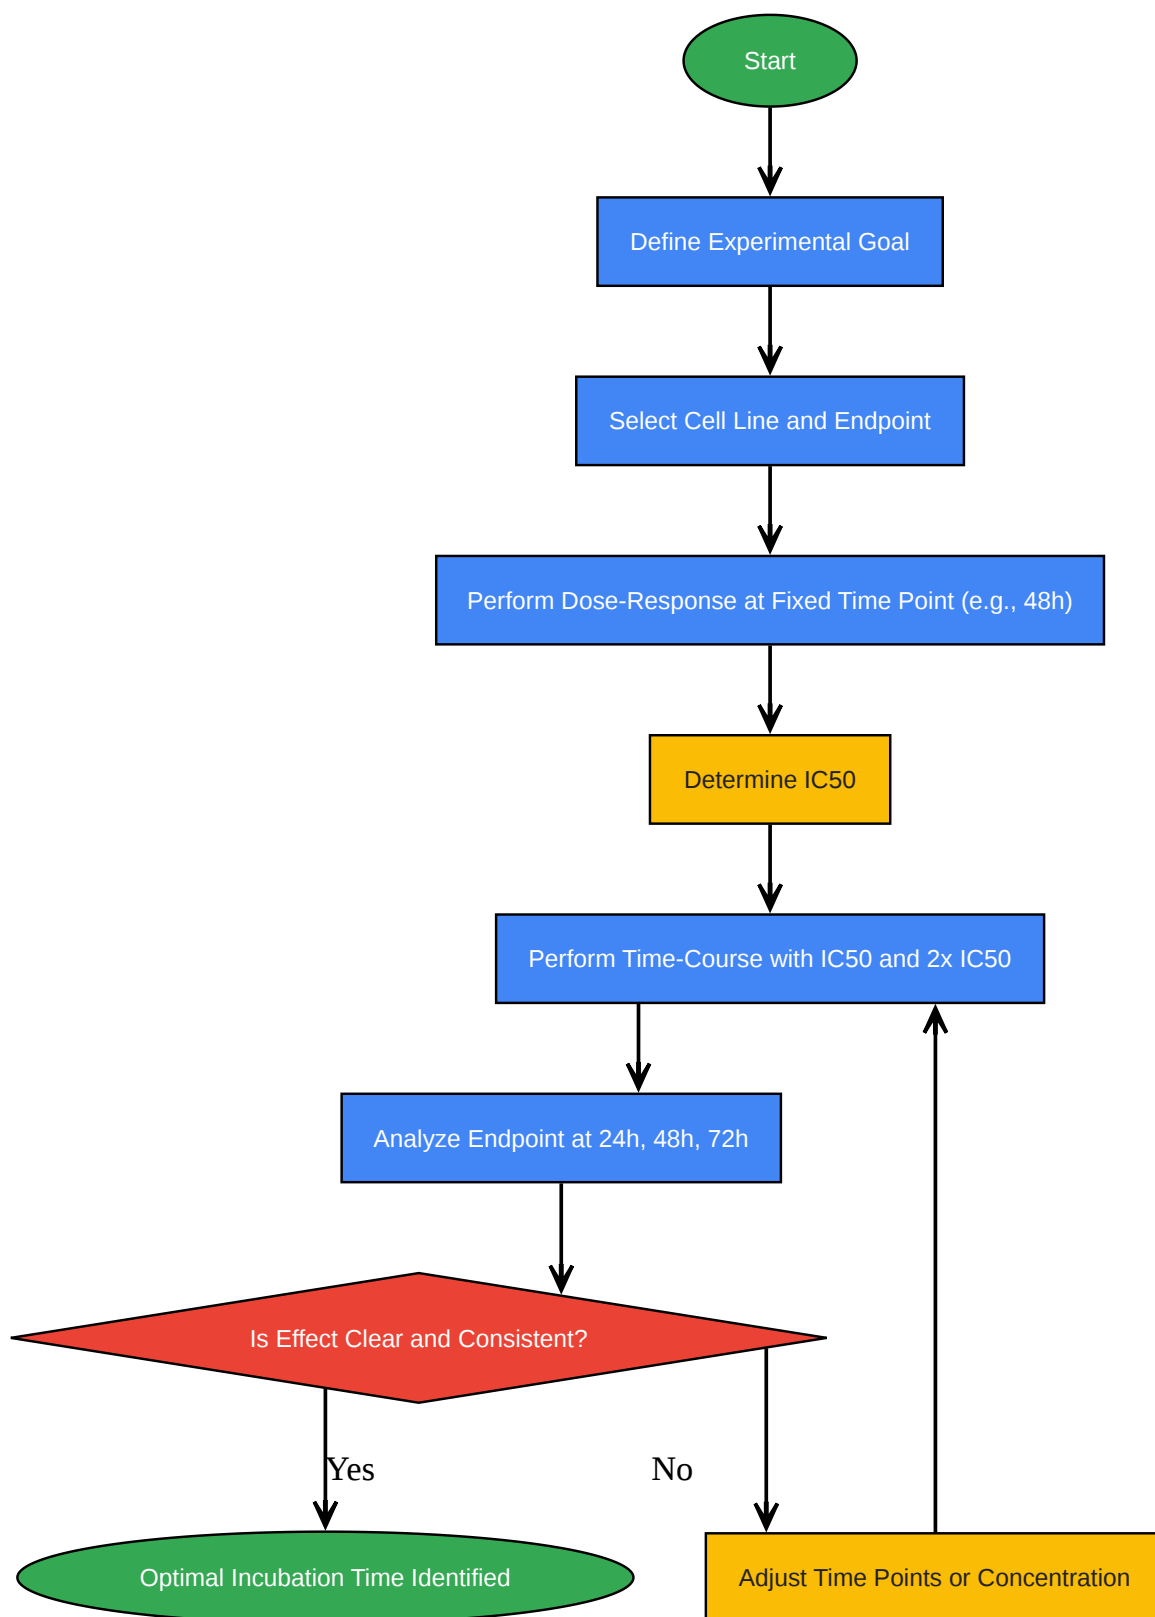 Start
Define Experimental Goal
Select Cell Line and Endpoint
Perform Dose-Response at Fixed Time Point (e.g., 48h)
Determine IC50
Perform Time-Course with IC50 and 2x IC50
Analyze Endpoint at 24h, 48h, 72h
Is Effect Clear and Consistent?
Yes
No
Optimal Incubation Time Identified
Adjust Time Points or Concentration